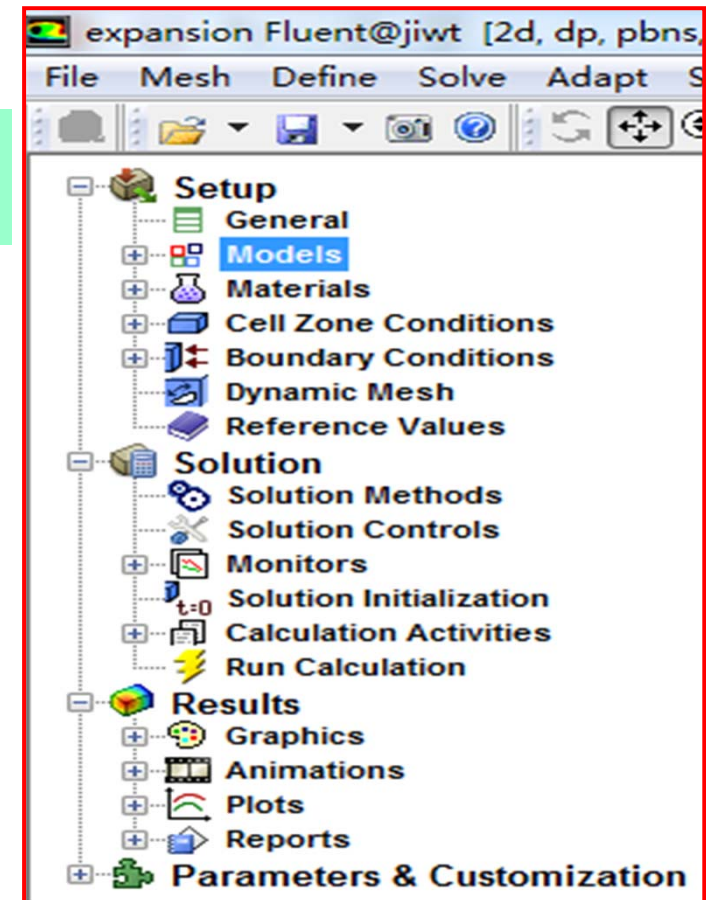 expansion Fluent@jiwt [2d, dp, pbns,
File Mesh Define Solve Adapt S
Setup
General
Models
Materials
Cell Zone Conditions
Boundary Conditions
Dynamic Mesh
Reference Values
Solution
Solution Methods
Solution Controls
Monitors
t=0 Solution Initialization
Calculation Activities
Run Calculation
Results
Graphics
Animations
Plots
Reports
Parameters & Customization